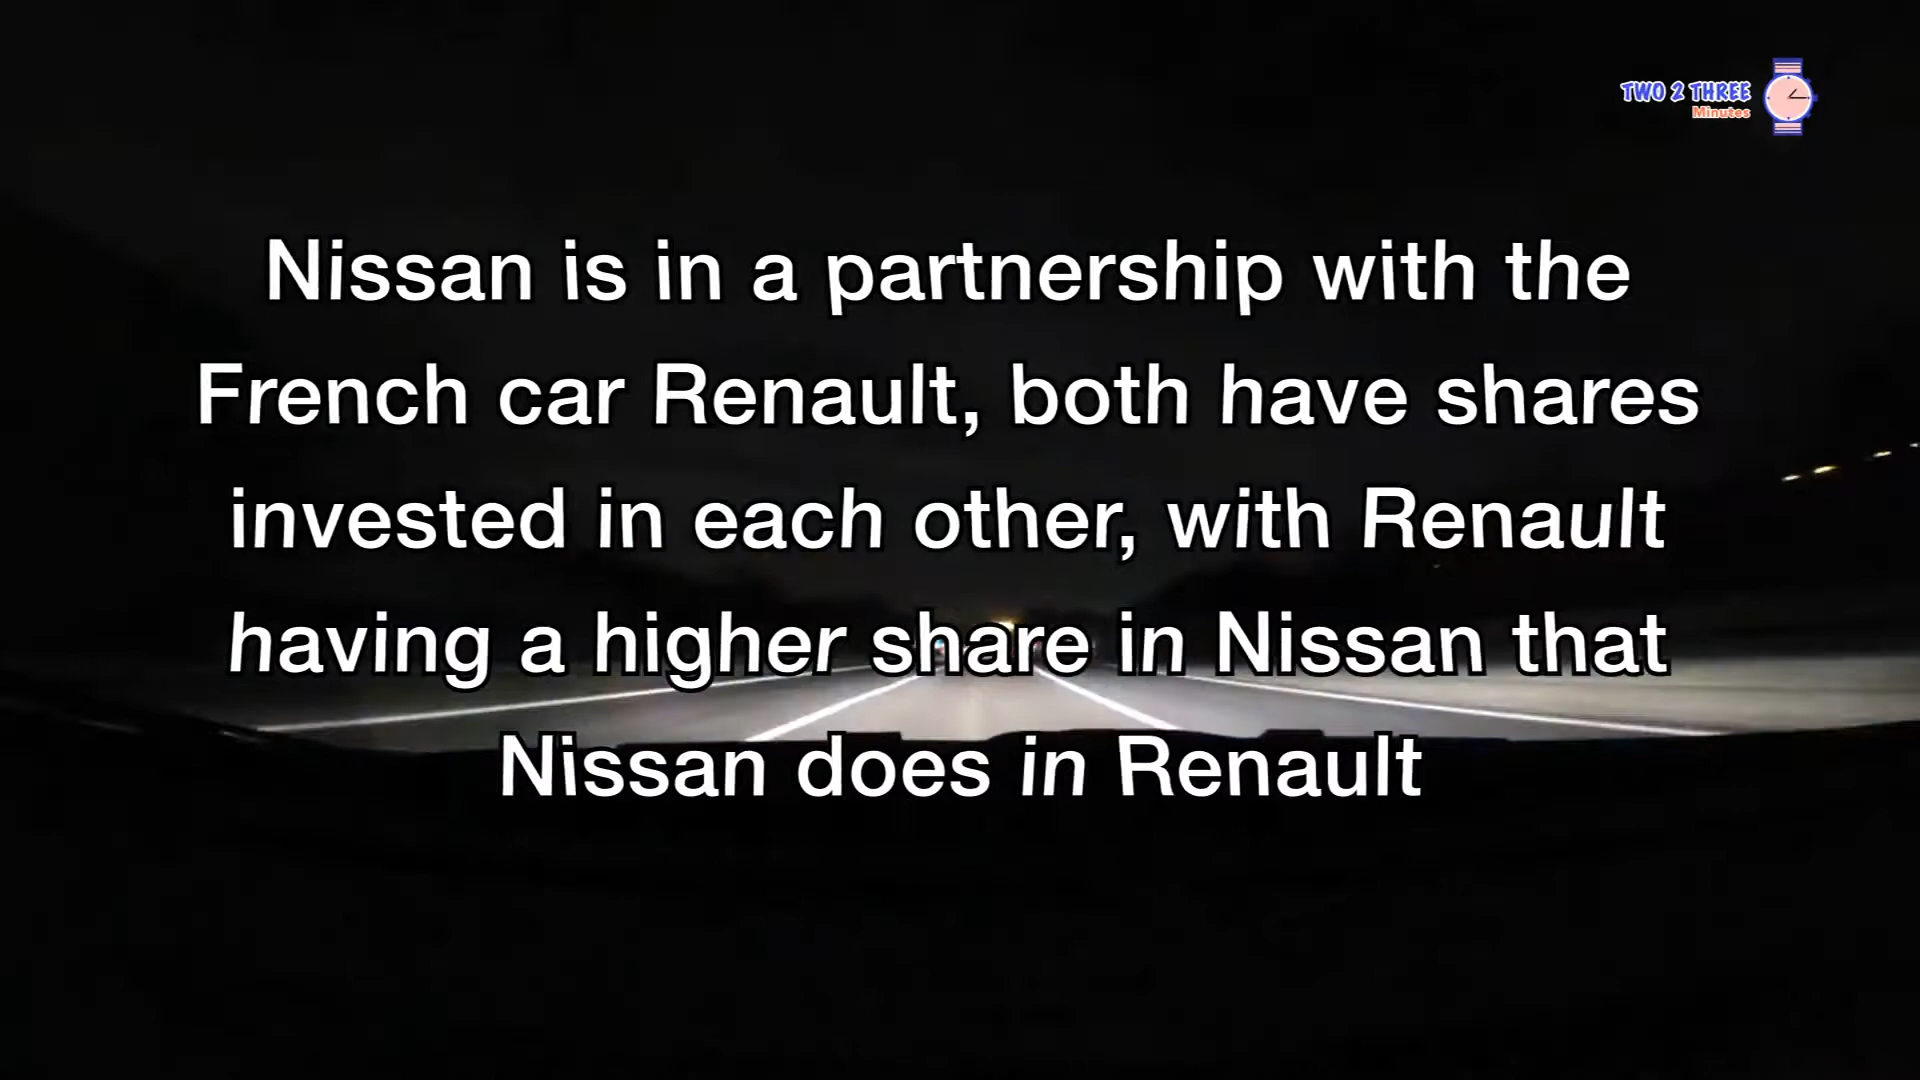 TWO 2 THREE
Minutes
Nissan is in a partnership with the
French car Renault, both have shares
invested in each other, with Renault
having a higher share in Nissan that
Nissan does in Renault